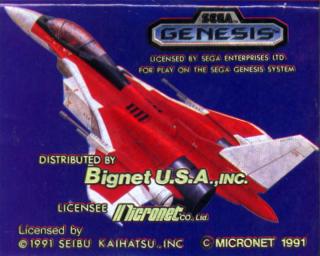 SEGA
GENESIS
LICENSED BY SEGA ENTERPRISES LTD.
FOR PLAY ON THE SEGA GENESIS SYSTEM
DISTRIBUTED BY
Bignet U.S.A.,INC.
LICENSEE Micronet CO., Ltd.
Licensed by
©1991 SEIBU KAIHATSU., INC ©MICRONET 1991